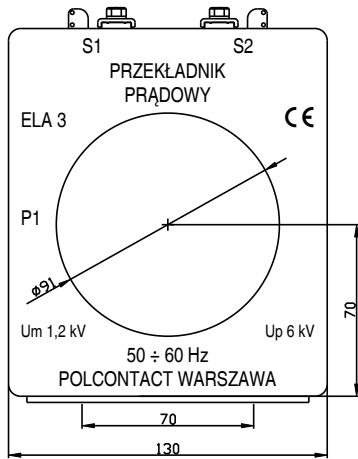 S1 S2
PRZEKŁADNIK
PRĄDOWY
ELA 3 CE
P1
ø91
70
Um 1,2 kV Up 6 kV
50 ÷ 60 Hz
POLCONTACT WARSZAWA
70
130